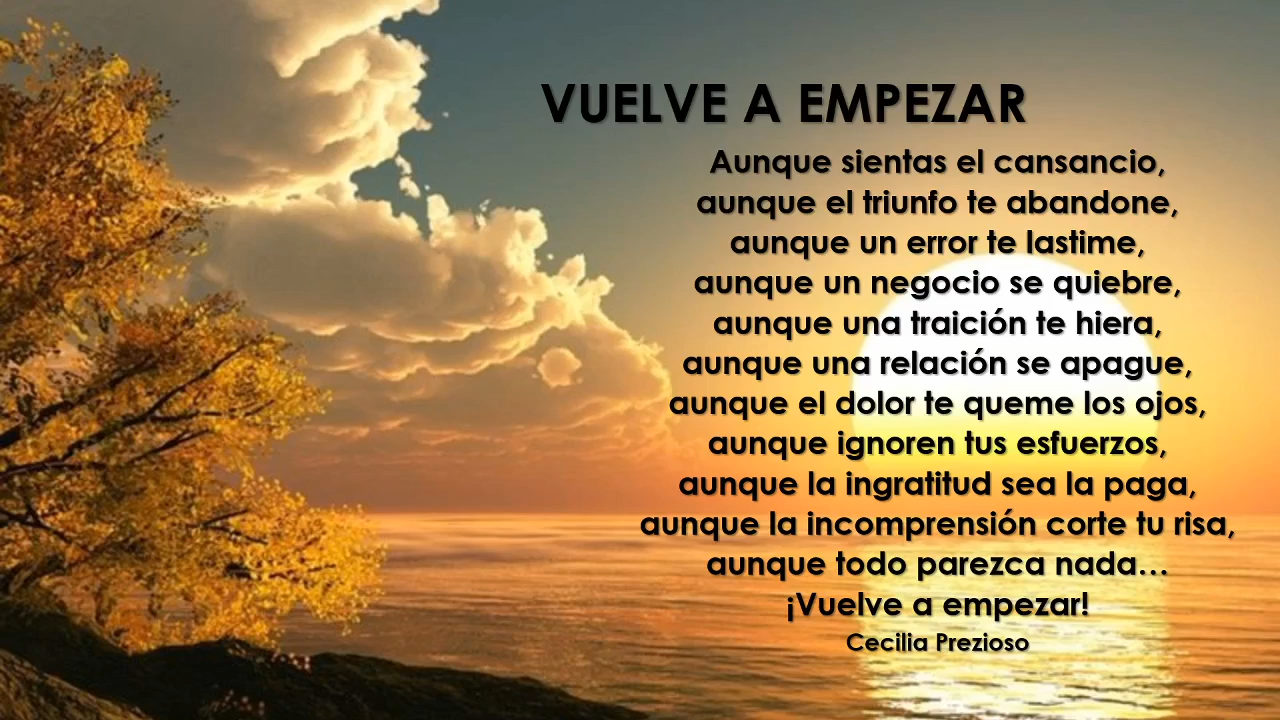 VUELVE A EMPEZAR
Aunque sientas el cansancio,
aunque el triunfo te abandone,
aunque un error te lastime,
aunque un negocio se quiebre,
aunque una traición te hiera,
aunque una relación se apague,
aunque el dolor te queme los ojos,
aunque ignoren tus esfuerzos,
aunque la ingratitud sea la paga,
aunque la incomprensión corte tu risa,
aunque todo parezca nada…
¡Vuelve a empezar!
Cecilia Prezioso